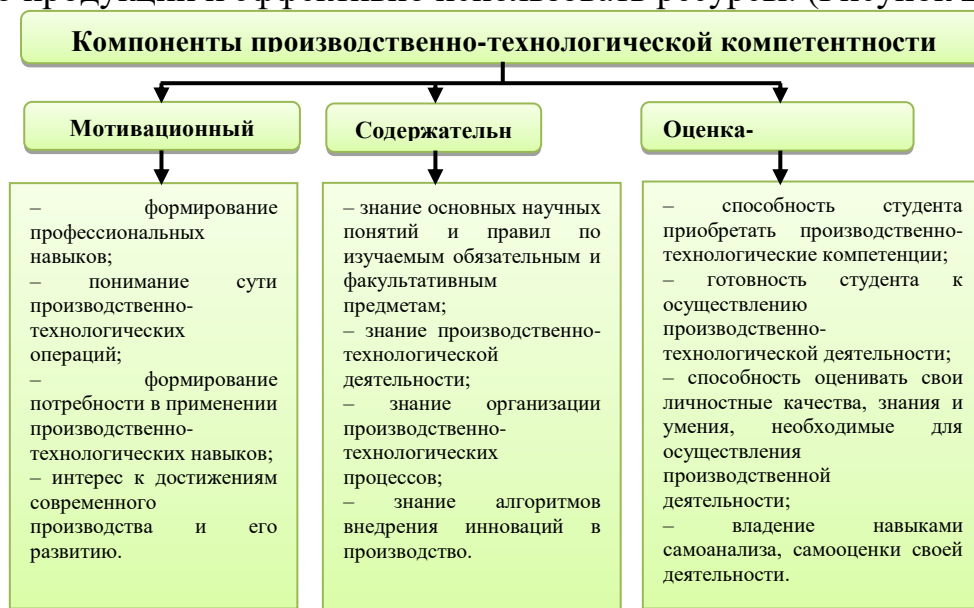 продукции и эффективно использовать ресурсы. (Рисунок
Компоненты производственно-технологической компетентности
Мотивационный
Содержательн
Оценка-
– формирование
профессиональных
навыков;
– понимание сути
производственно-
технологических
операций;
– формирование
потребности в применении
производственно-
технологических навыков;
– интерес к достижениям
современного
производства и его
развитию.
– знание основных научных
понятий и правил по
изучаемым обязательным и
факультативным
предметам;
– знание производственно-
технологической
деятельности;
– знание организации
производственно-
технологических
процессов;
– знание алгоритмов
внедрения инноваций в
производство.
– способность студента
приобретать производственно-
технологические компетенции;
– готовность студента к
осуществлению
производственно-
технологической деятельности;
– способность оценивать свои
личностные качества, знания и
умения, необходимые для
осуществления
производственной
деятельности;
– владение навыками
самоанализа, самооценки своей
деятельности.